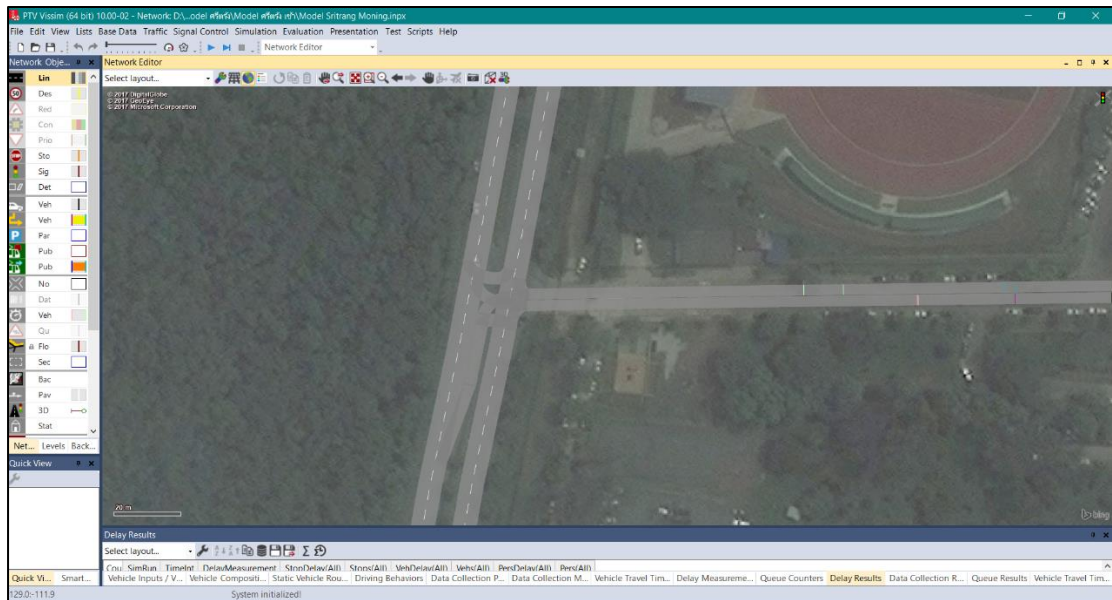 PTV Vissim (64 bit) 10.00-02 - Network: D:\...odel ศรีตรัง\Model ศรีตรัง เช้า\Model Sritrang Moning.inpx
File Edit View Lists Base Data Traffic Signal Control Simulation Evaluation Presentation Test Scripts Help
Network Editor
Network Obje...
Network Editor
Select layout...
Lin
Des
Red
Con
Prio
Sto
Sig
Det
Veh
Veh
Par
Pub
Pub
No
Dat
Veh
Qu
Flo
Sec
Bac
Pav
3D
Stat
Net... Levels Back...
Quick View
Quick Vi... Smart...
© 2017 DigitalGlobe
© 2017 GeoEye
© 2017 Microsoft Corporation
50
STOP
P
A
20 m
bing
Delay Results
Select layout...
Cou SimRun TimeInt DelayMeasurement StopDelay(All) Stops(All) VehDelay(All) Vehs(All) PersDelay(All) Pers(All)
Vehicle Inputs / V... Vehicle Compositi... Static Vehicle Rou... Driving Behaviors Data Collection P... Data Collection M... Vehicle Travel Tim... Delay Measureme... Queue Counters Delay Results Data Collection R... Queue Results Vehicle Travel Tim...
129.0:-111.9
System initialized!